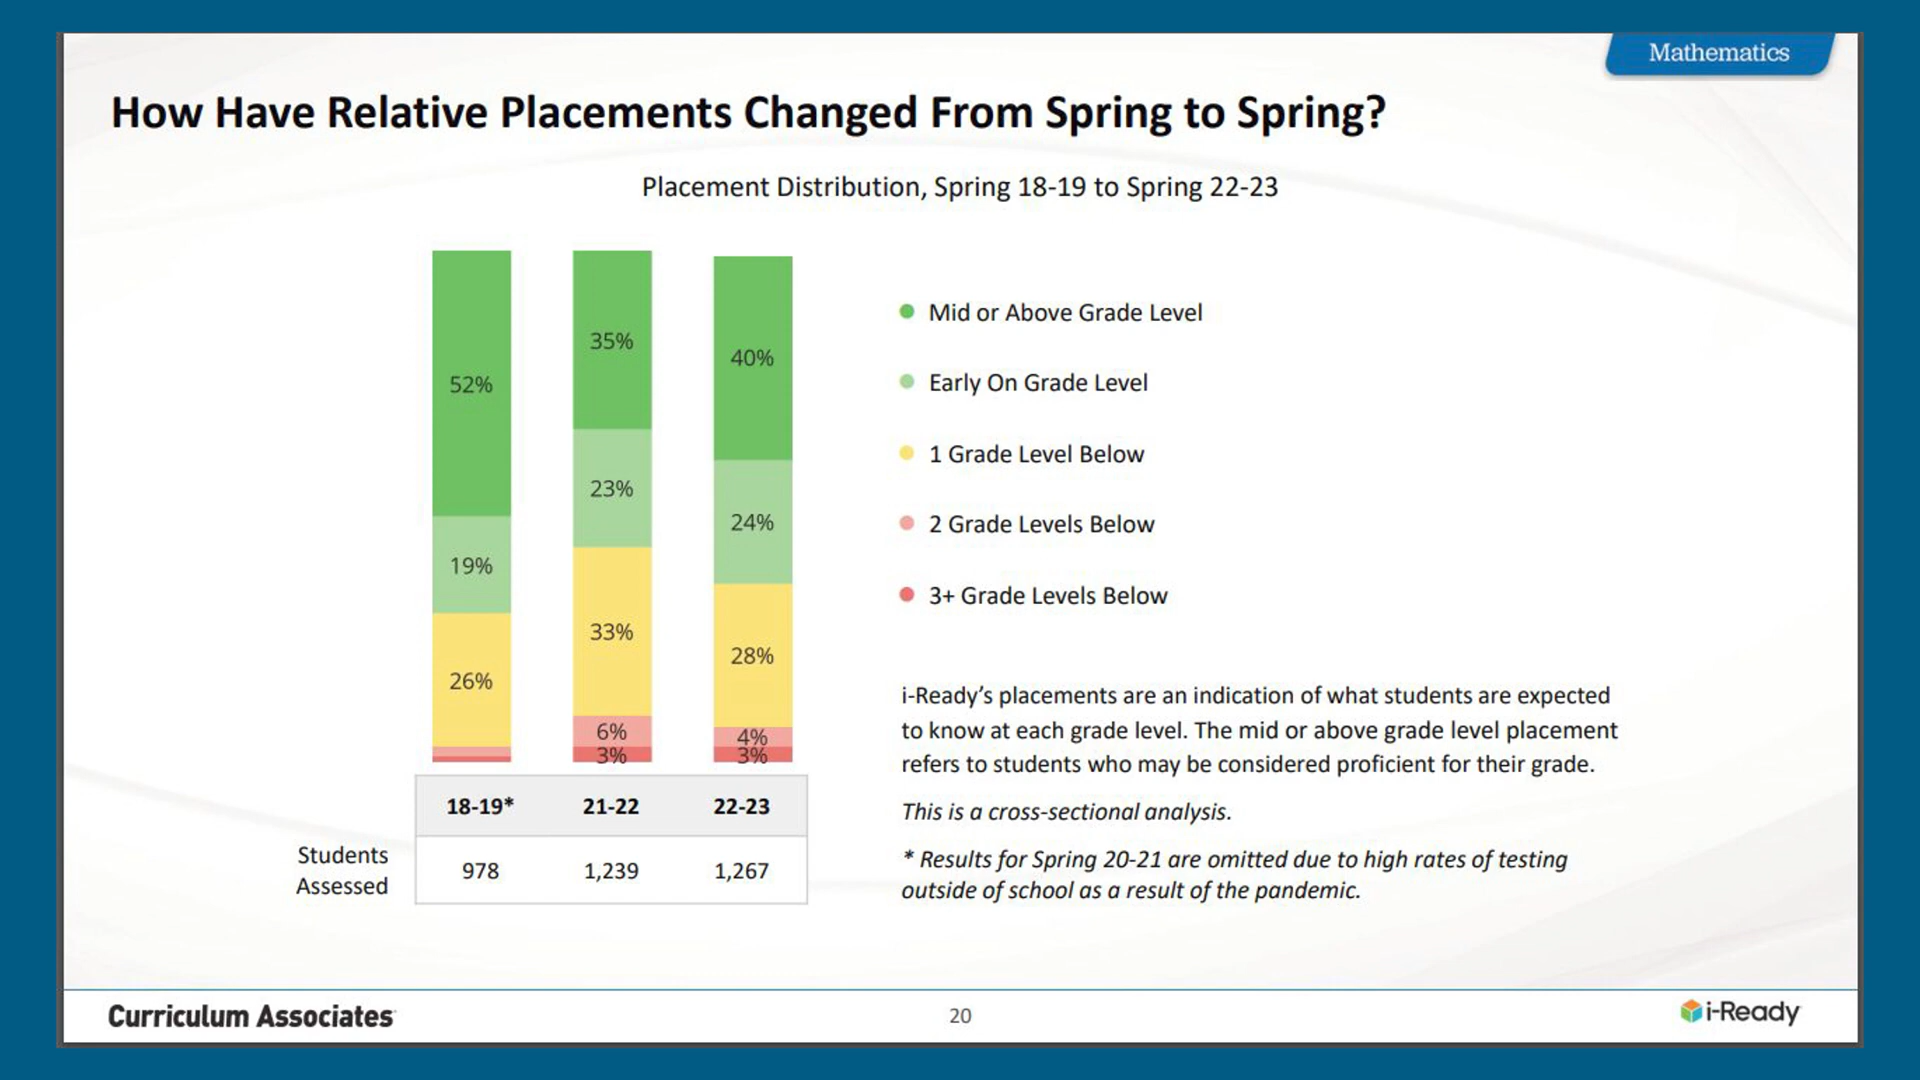 Mathematics
How Have Relative Placements Changed From Spring to Spring?
Placement Distribution, Spring 18-19 to Spring 22-23
52%
19%
26%
35%
23%
33%
6%
3%
40%
24%
28%
4%
3%
Mid or Above Grade Level
Early On Grade Level
1 Grade Level Below
2 Grade Levels Below
3+ Grade Levels Below
18-19* 21-22 22-23
Students
Assessed
978 1,239 1,267
i-Ready’s placements are an indication of what students are expected
to know at each grade level. The mid or above grade level placement
refers to students who may be considered proficient for their grade.
This is a cross-sectional analysis.
* Results for Spring 20-21 are omitted due to high rates of testing
outside of school as a result of the pandemic.
Curriculum Associates
20
i-Ready